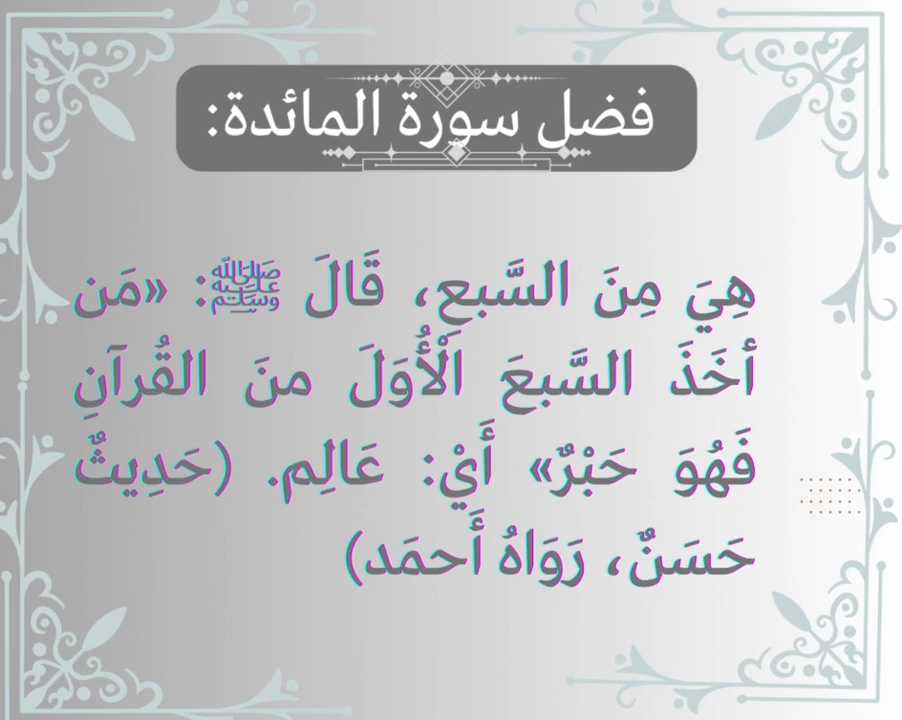 فضل سورة المائدة:
هِيَ مِنَ السَّبعِ، قَالَ ﷺ: «مَن
أخَذَ السَّبعَ الْأُوَلَ منَ القُرآنِ
فَهُوَ حَبْرٌ» أَيْ: عَالِم. (حَدِيثٌ
حَسَنٌ، رَوَاهُ أَحمَد)